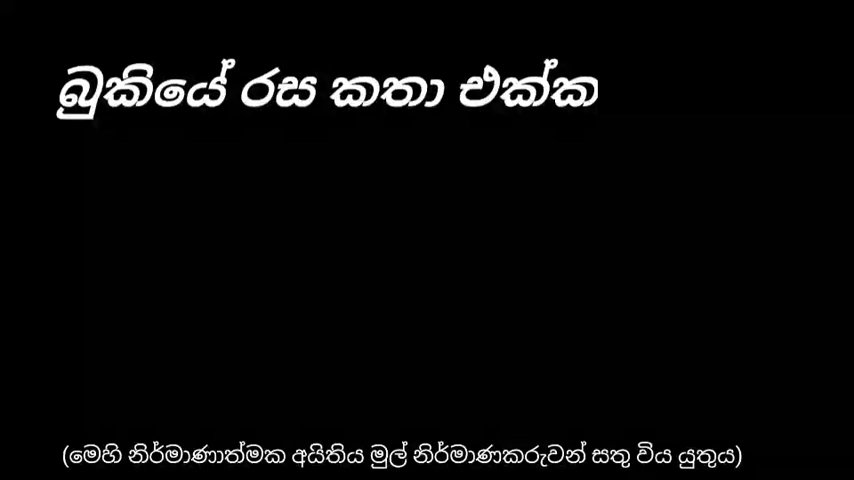 බුකියේ රස කතා එක්ක
(මෙහි නිර්මාණාත්මක අයිතිය මුල් නිර්මාණකරුවන් සතු විය යුතුය)